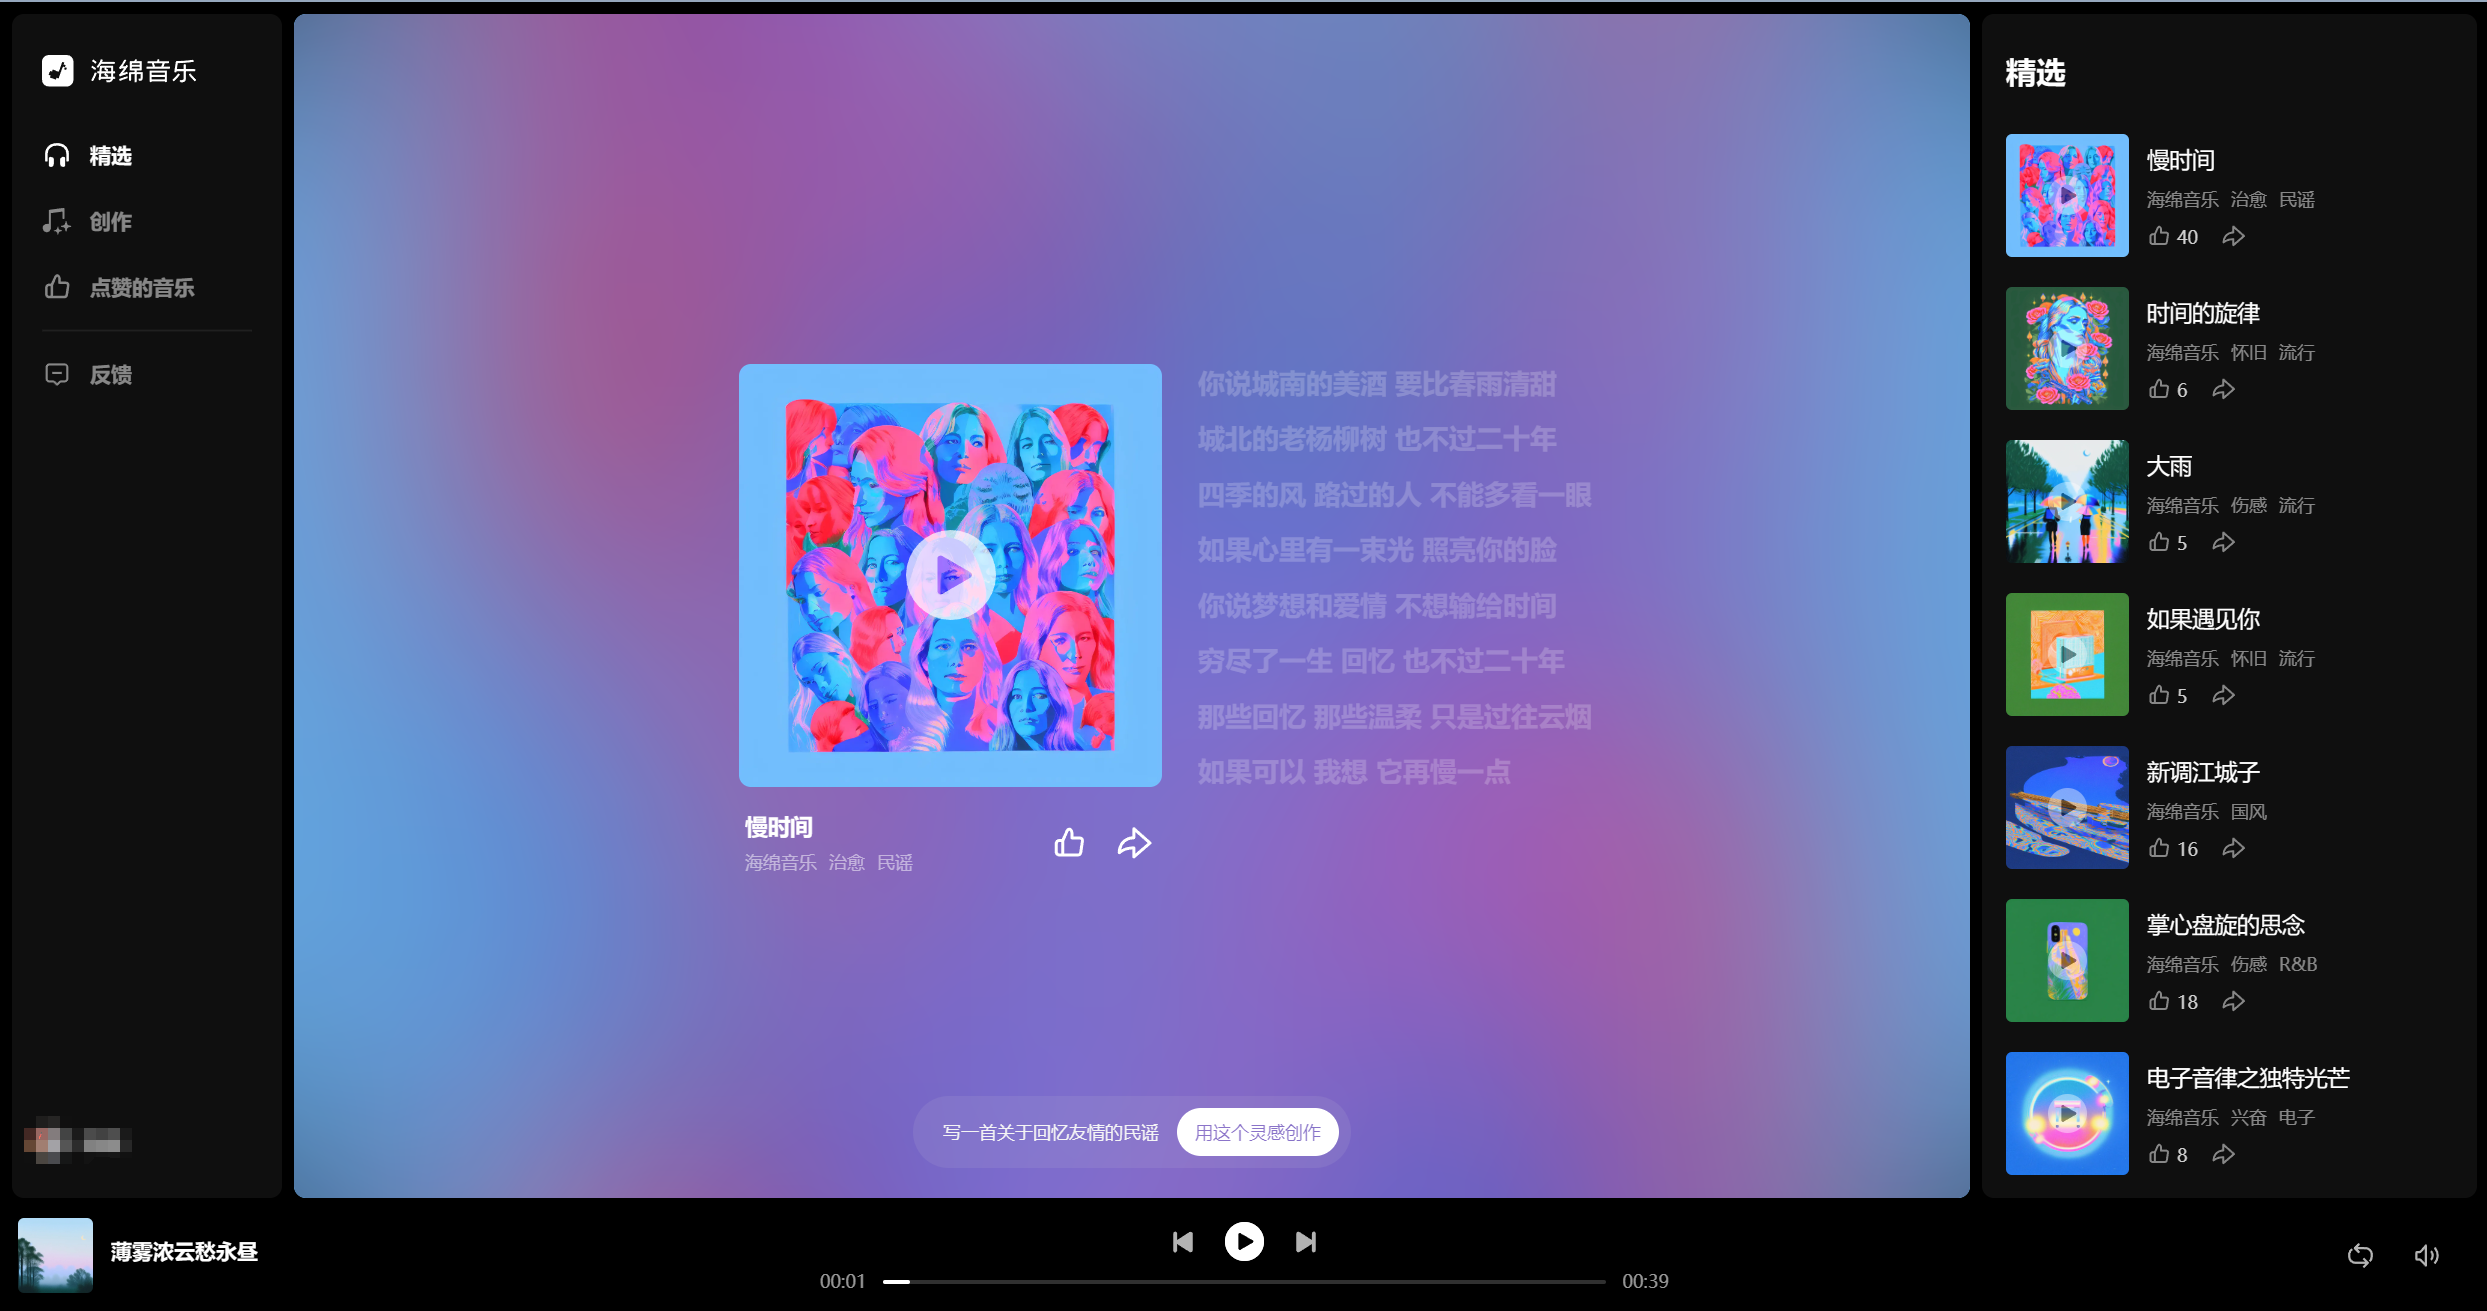 海绵音乐
精选
创作
点赞的音乐
反馈
你说城南的美酒 要比春雨清甜
城北的老杨柳树 也不过二十年
四季的风 路过的人 不能多看一眼
如果心里有一束光 照亮你的脸
你说梦想和爱情 不想输给时间
穷尽了一生 回忆 也不过二十年
那些回忆 那些温柔 只是过往云烟
如果可以 我想 它再慢一点
慢时间
海绵音乐 治愈 民谣
写一首关于回忆友情的民谣
用这个灵感创作
精选
慢时间
海绵音乐 治愈 民谣
40
时间的旋律
海绵音乐 怀旧 流行
6
大雨
海绵音乐 伤感 流行
5
如果遇见你
海绵音乐 怀旧 流行
5
新调江城子
海绵音乐 国风
16
掌心盘旋的思念
海绵音乐 伤感 R&B
18
电子音律之独特光芒
海绵音乐 兴奋 电子
8
薄雾浓云愁永昼
00:01
00:39